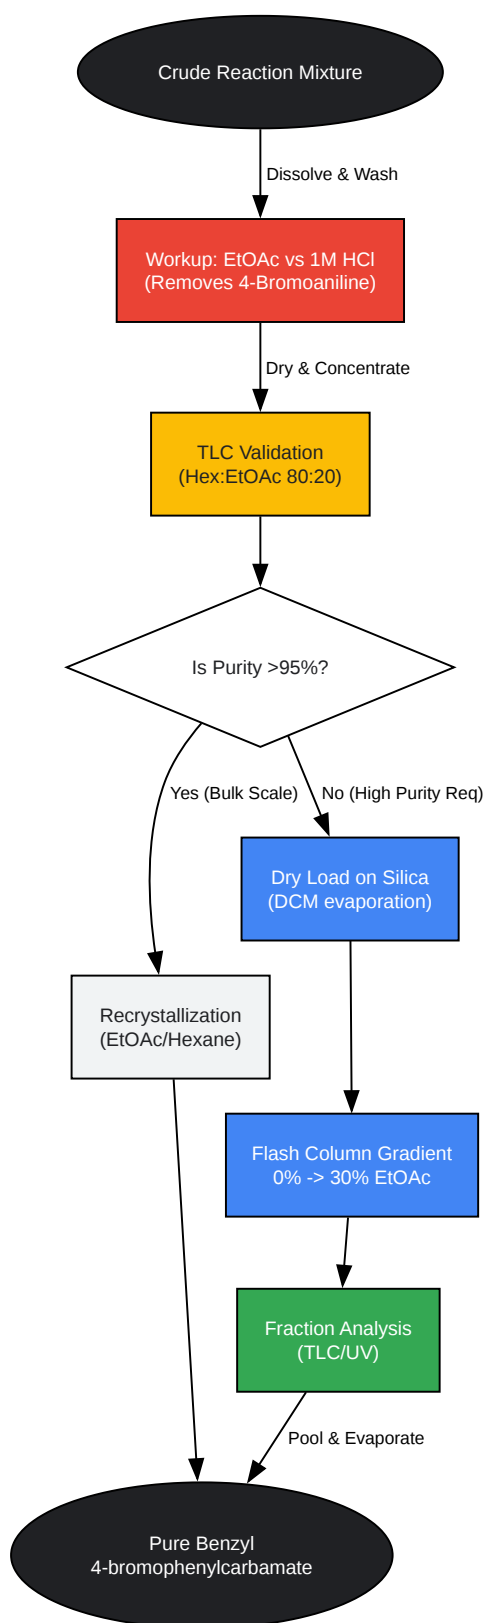 Crude Reaction Mixture
Dissolve & Wash
Workup: EtOAc vs 1M HCl
(Removes 4-Bromoaniline)
Dry & Concentrate
TLC Validation
(Hex:EtOAc 80:20)
Is Purity >95%?
Yes (Bulk Scale)
No (High Purity Req)
Dry Load on Silica
(DCM evaporation)
Recrystallization
(EtOAc/Hexane)
Flash Column Gradient
0% -> 30% EtOAc
Fraction Analysis
(TLC/UV)
Pool & Evaporate
Pure Benzyl
4-bromophenylcarbamate